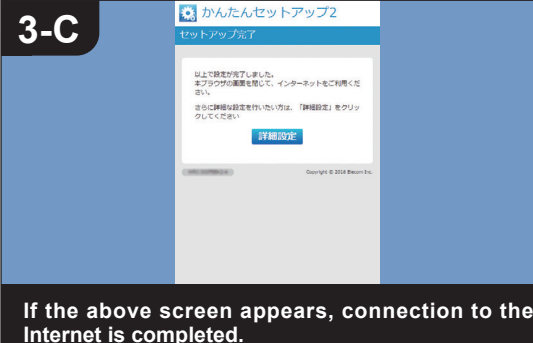 3-C
かんたんセットアップ2
セットアップ完了
以上で設定が完了しました。
本ブラウザの画面を閉じて、インターネットをご利用くだ
さい。
さらに詳細な設定を行いたい方は、「詳細設定」をクリッ
クしてください
詳細設定
Copyright © 2016 Elecom Inc.
If the above screen appears, connection to the
Internet is completed.